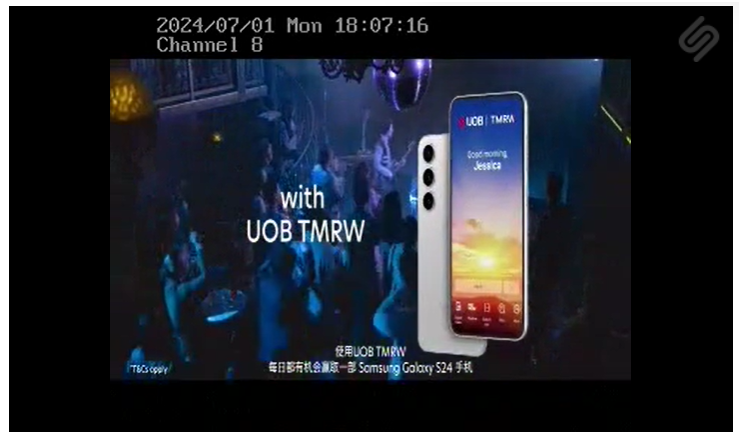 2024/07/01 Mon 18:07:16
Channel 8
UOB | TMRW
Good morning
Jessica
with
UOB TMRW
使用UOB TMRW
每日都有机会赢取一部 Samsung Galaxy S24 手机
*T&Cs apply